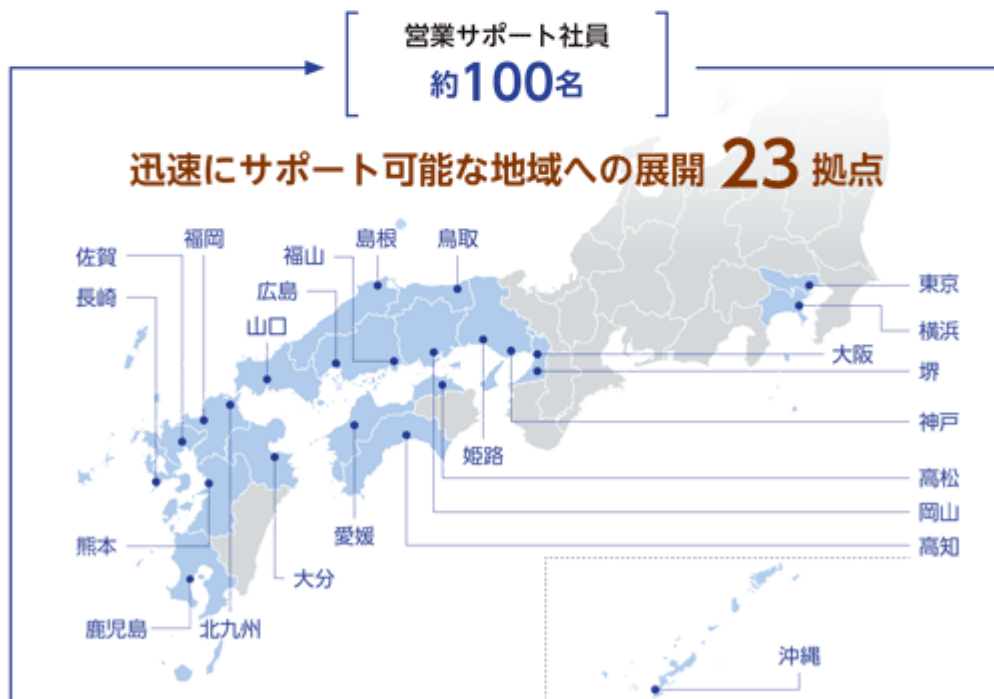 営業サポート社員
約100名
迅速にサポート可能な地域への展開 23 拠点
佐賀
福岡
福山
島根
鳥取
長崎
広島
山口
東京
横浜
大阪
堺
神戸
姫路
高松
岡山
高知
愛媛
熊本
大分
鹿児島
北九州
沖縄